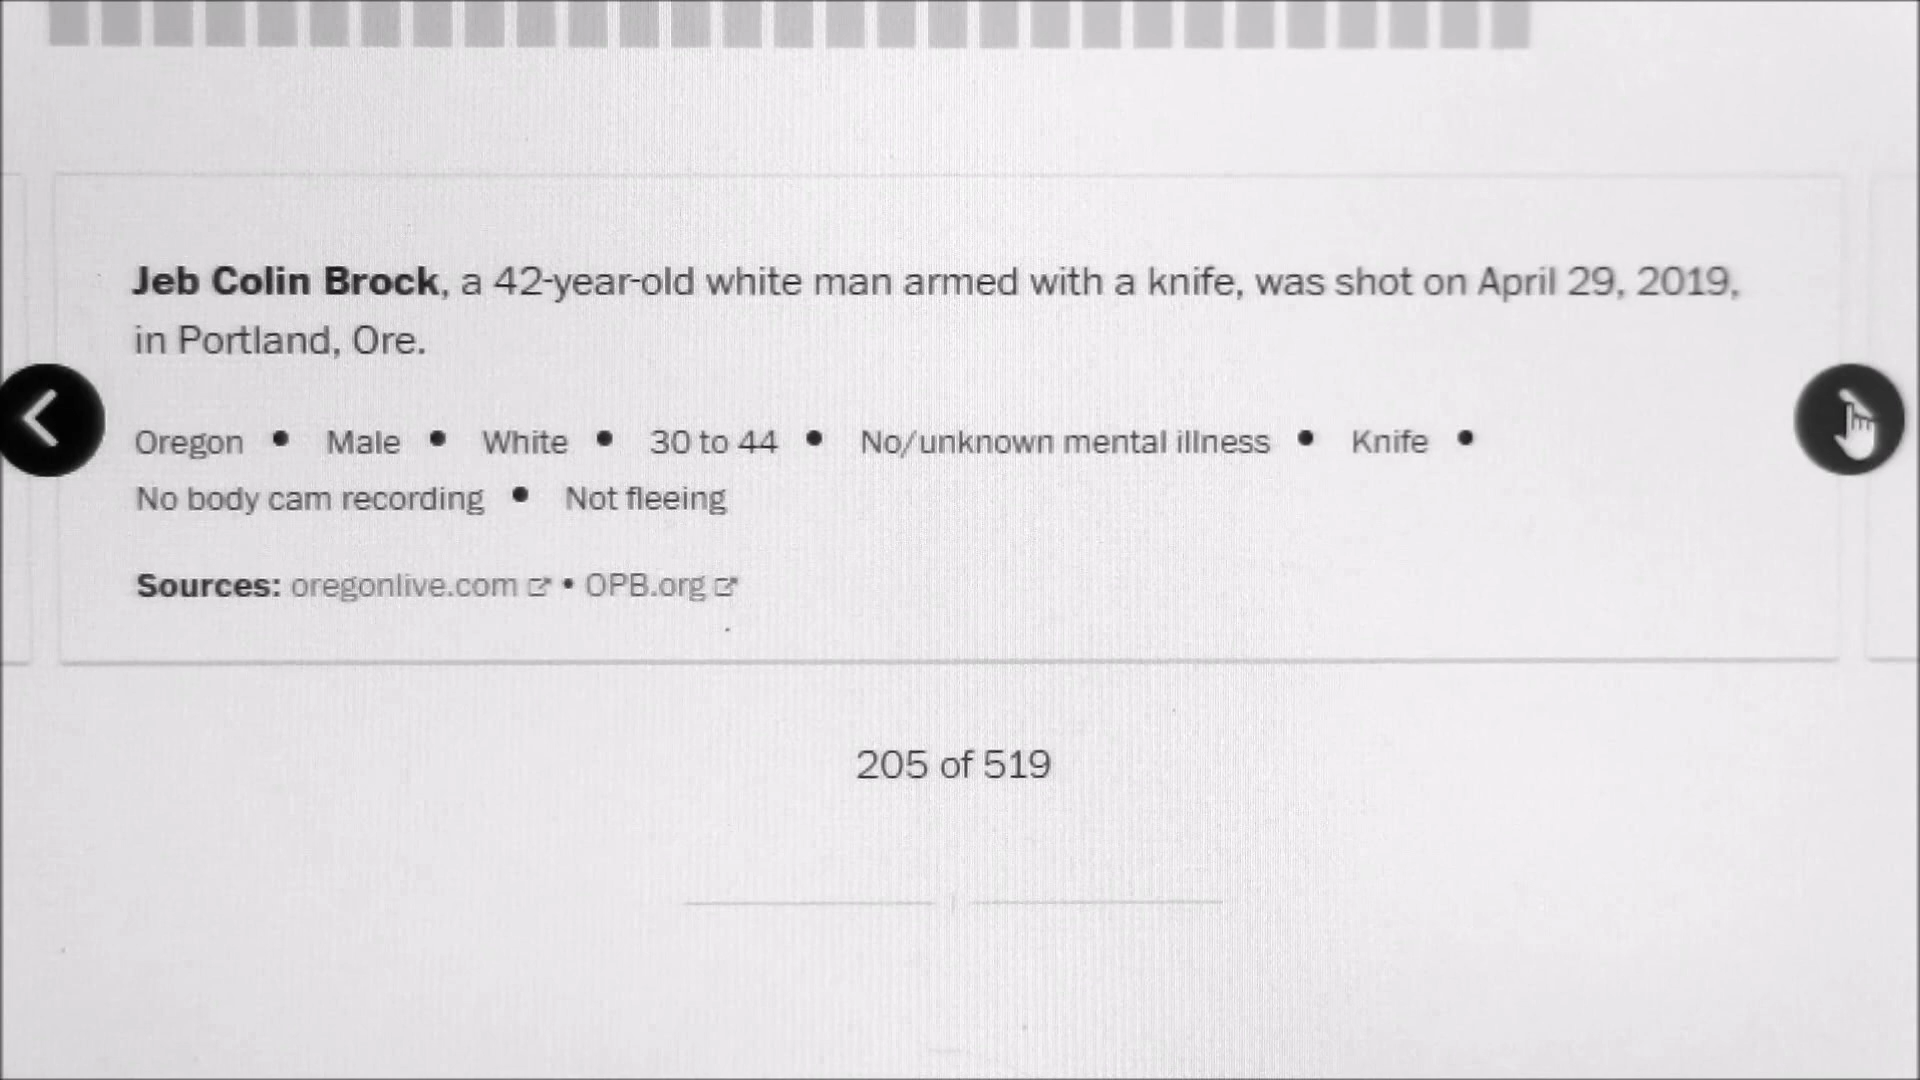 Jeb Colin Brock, a 42-year-old white man armed with a knife, was shot on April 29, 2019,
in Portland, Ore.
Oregon • Male • White • 30 to 44 • No/unknown mental illness • Knife •
No body cam recording • Not fleeing
Sources: oregonlive.com • OPB.org
205 of 519